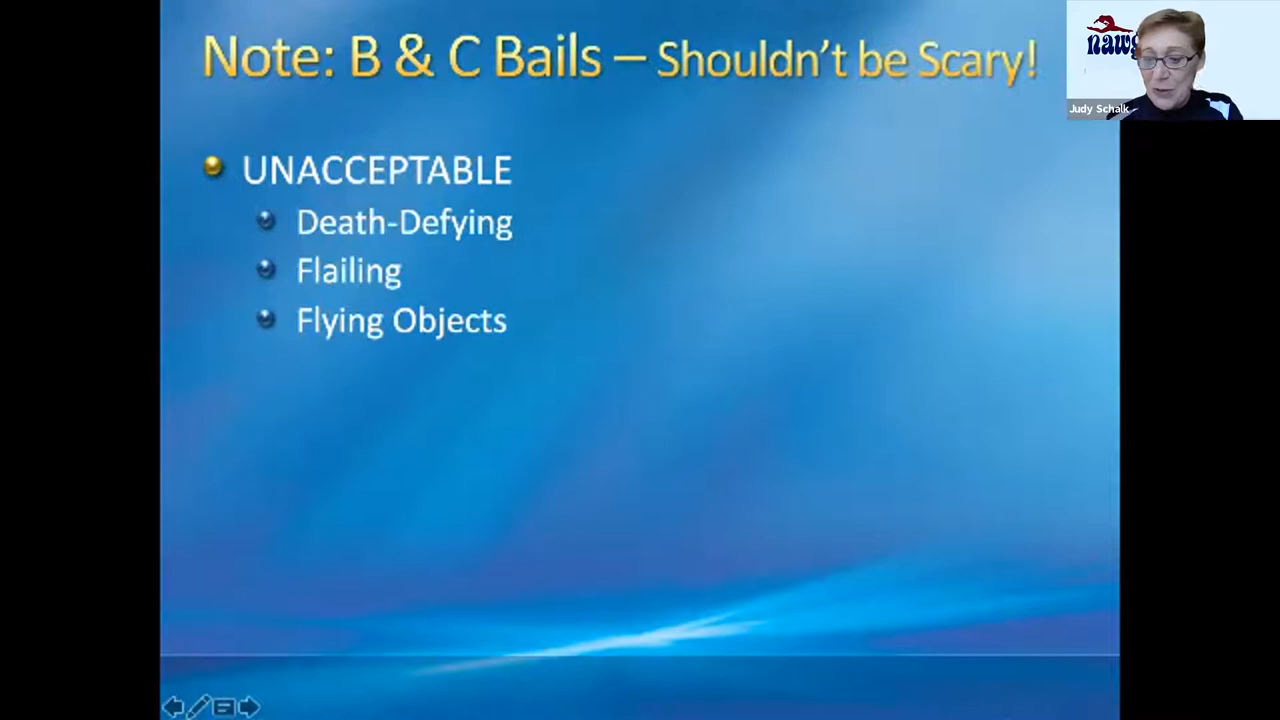 Note: B & C Bails – Shouldn't be Scary!
UNACCEPTABLE
Death-Defying
Flailing
Flying Objects
Judy Schalk